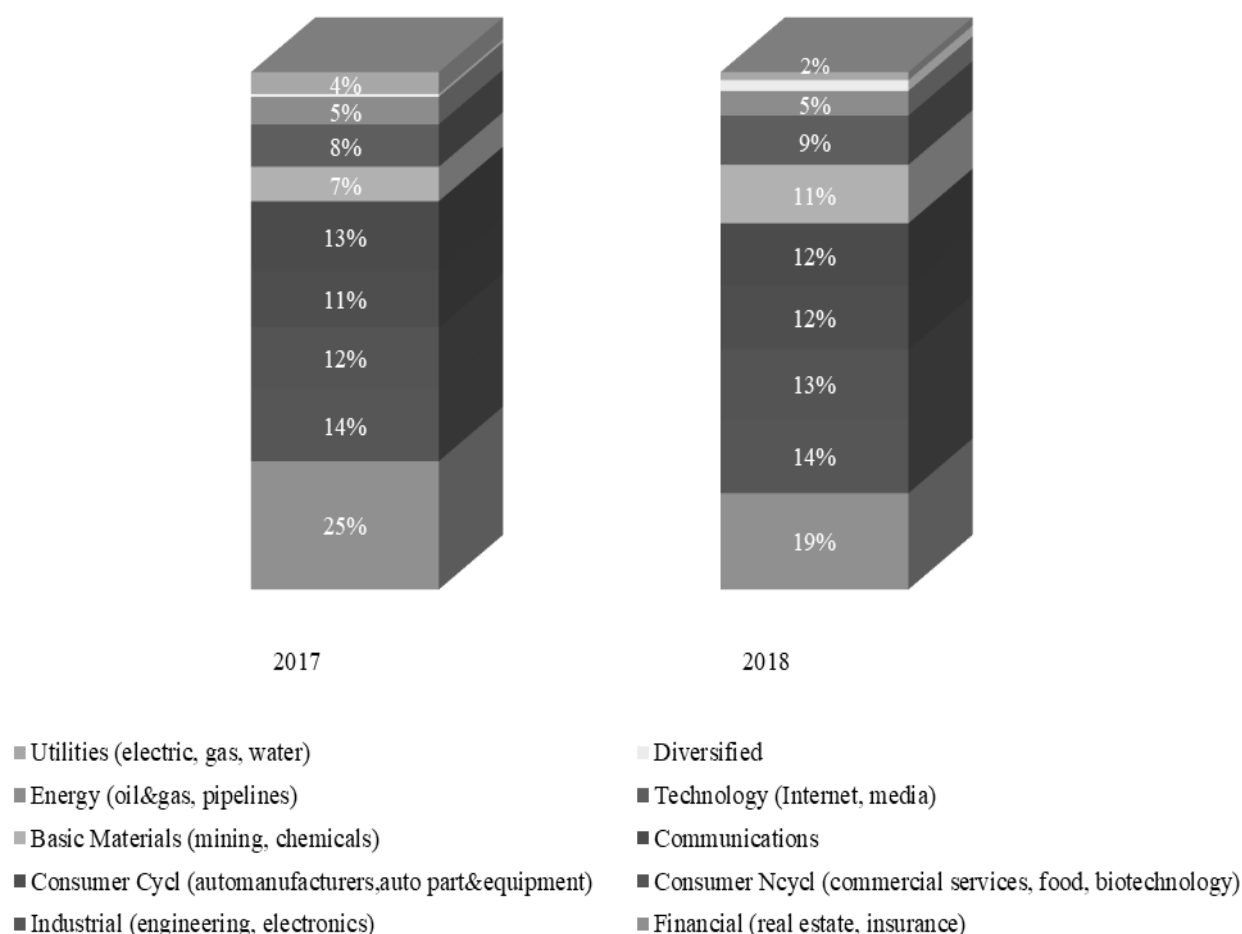 4%
2%
5%
5%
8%
9%
7%
11%
13%
12%
11%
12%
12%
13%
14%
14%
25%
19%
2017
2018
Utilities (electric, gas, water)
Diversified
Energy (oil&gas, pipelines)
Technology (Internet, media)
Basic Materials (mining, chemicals)
Communications
Consumer Cycl (automanufacturers,auto part&equipment)
Consumer Ncycl (commercial services, food, biotechnology)
Industrial (engineering, electronics)
Financial (real estate, insurance)